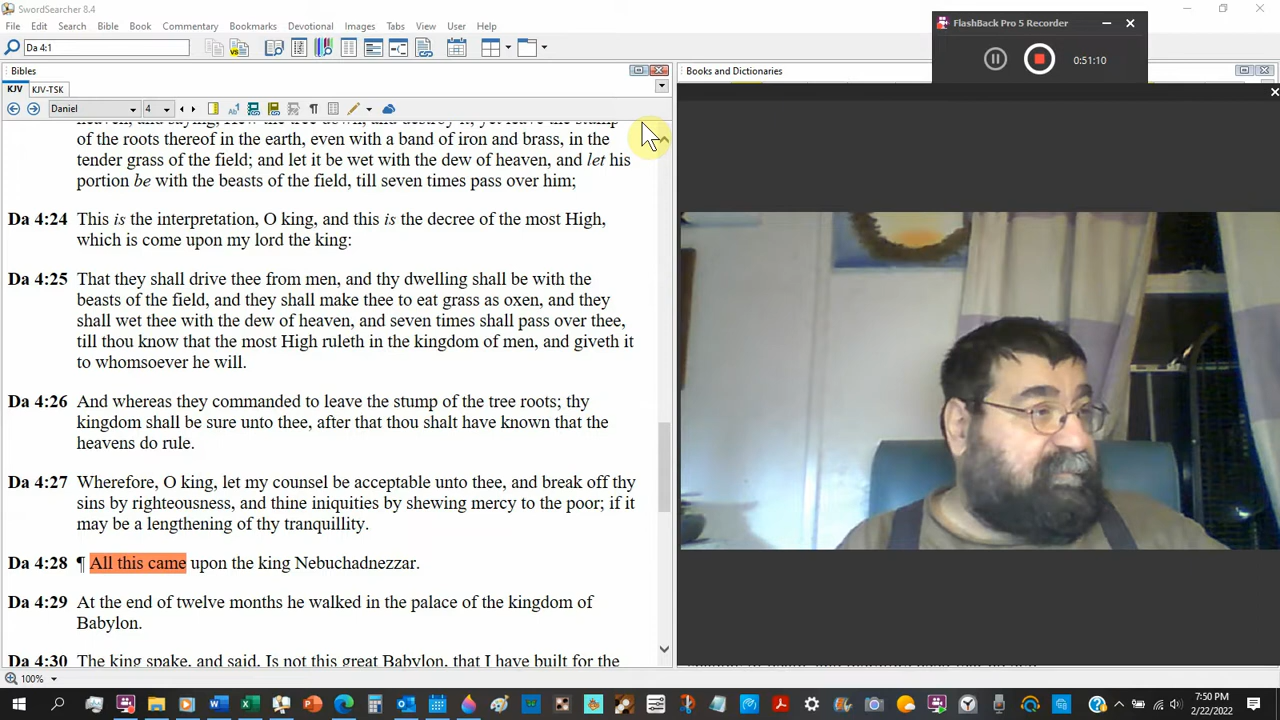 SwordSearcher 8.4
File Edit Search Bible Book Commentary Bookmarks Devotional Images Tabs View User Help
FlashBack Pro 5 Recorder
0:51:10
Da 4:1
Bibles
Books and Dictionaries
KJV KJV-TSK
Daniel 4
of the roots thereof in the earth, even with a band of iron and brass, in the
tender grass of the field; and let it be wet with the dew of heaven, and let his
portion be with the beasts of the field, till seven times pass over him;
Da 4:24 This is the interpretation, O king, and this is the decree of the most High,
which is come upon my lord the king:
Da 4:25 That they shall drive thee from men, and thy dwelling shall be with the
beasts of the field, and they shall make thee to eat grass as oxen, and they
shall wet thee with the dew of heaven, and seven times shall pass over thee,
till thou know that the most High ruleth in the kingdom of men, and giveth it
to whomsoever he will.
Da 4:26 And whereas they commanded to leave the stump of the tree roots; thy
kingdom shall be sure unto thee, after that thou shalt have known that the
heavens do rule.
Da 4:27 Wherefore, O king, let my counsel be acceptable unto thee, and break off thy
sins by righteousness, and thine iniquities by shewing mercy to the poor; if it
may be a lengthening of thy tranquillity.
Da 4:28 ¶ All this came upon the king Nebuchadnezzar.
Da 4:29 At the end of twelve months he walked in the palace of the kingdom of
Babylon.
Da 4:30 The king spake, and said, Is not this great Babylon, that I have built for the
100%
7:50 PM
2/22/2022